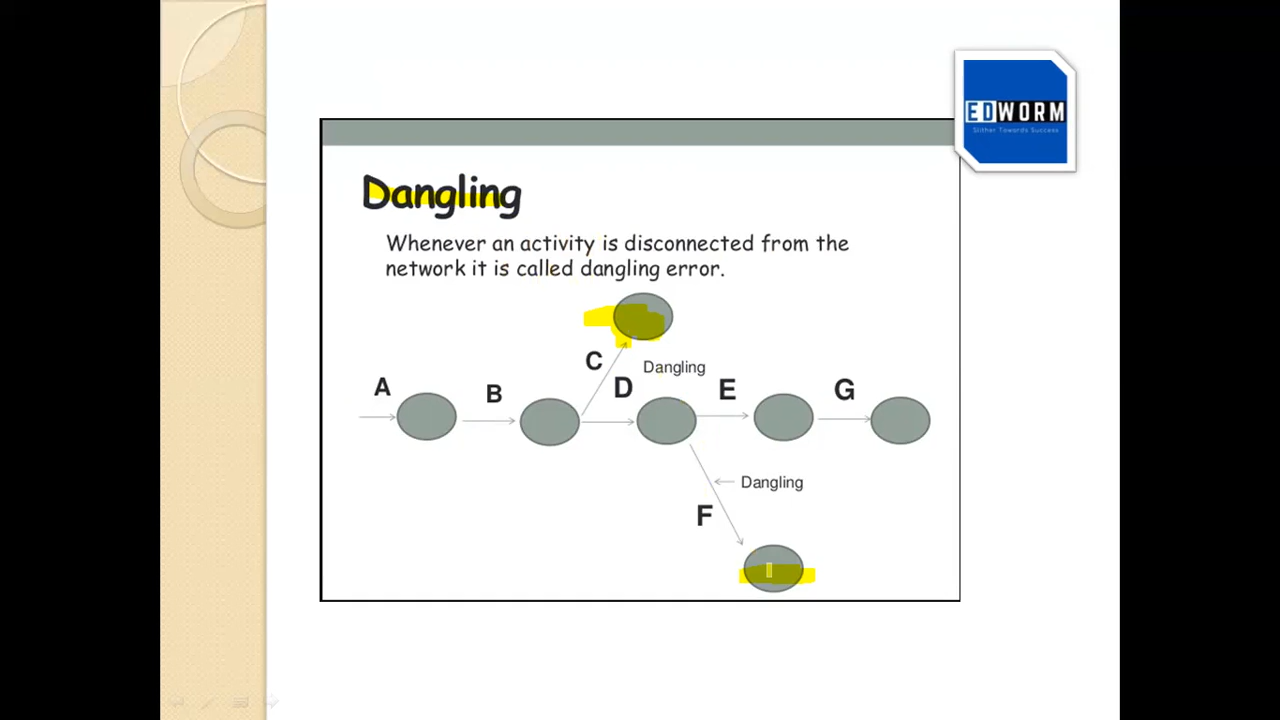 EDWORM
Slither Towards Success
Dangling
Whenever an activity is disconnected from the
network it is called dangling error.
C
Dangling
A
B
D
E
G
Dangling
F